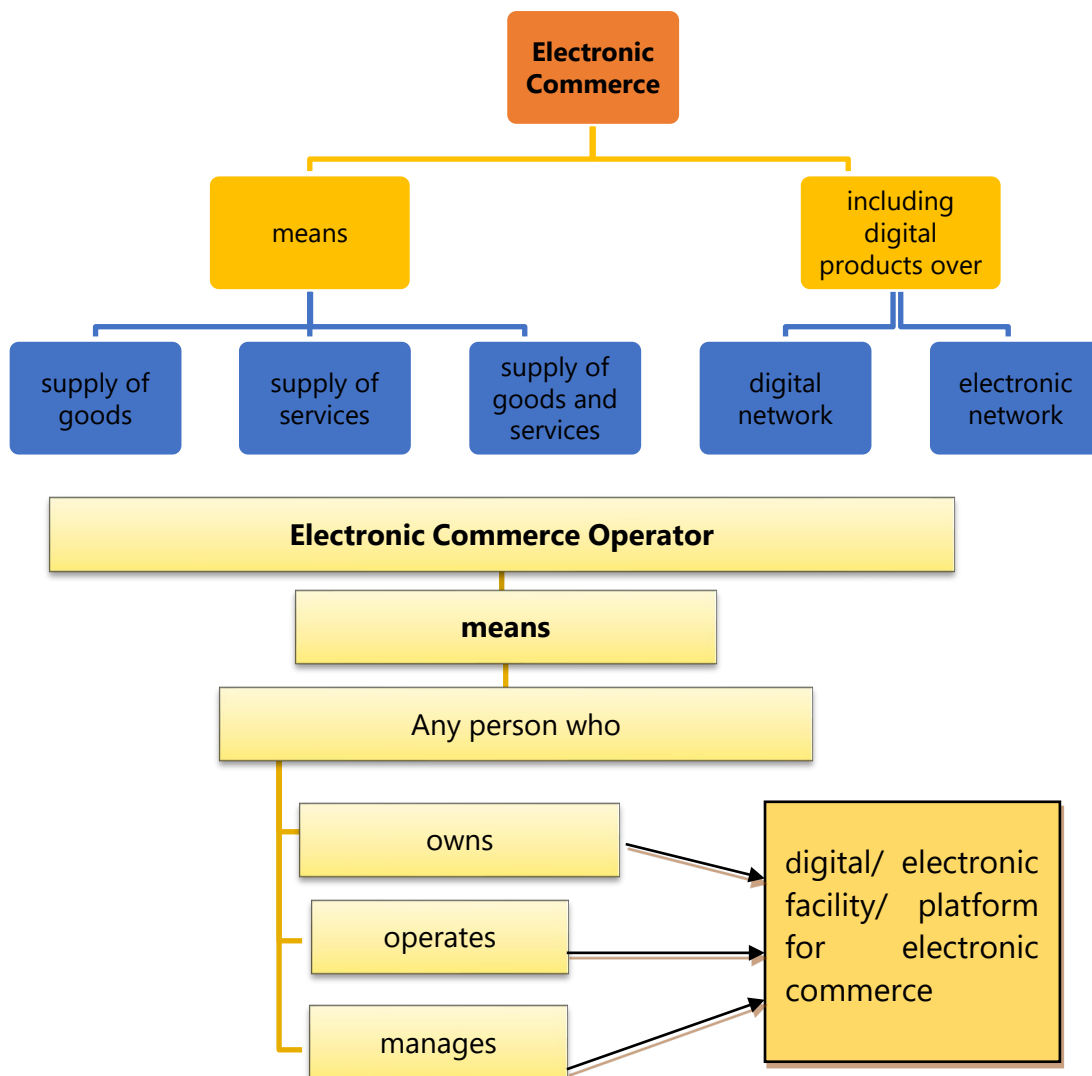 Electronic
Commerce
means
including
digital
products over
supply of
goods
supply of
services
supply of
goods and
services
digital
network
electronic
network
Electronic Commerce Operator
means
Any person who
owns
operates
manages
digital/ electronic
facility/ platform
for electronic
commerce